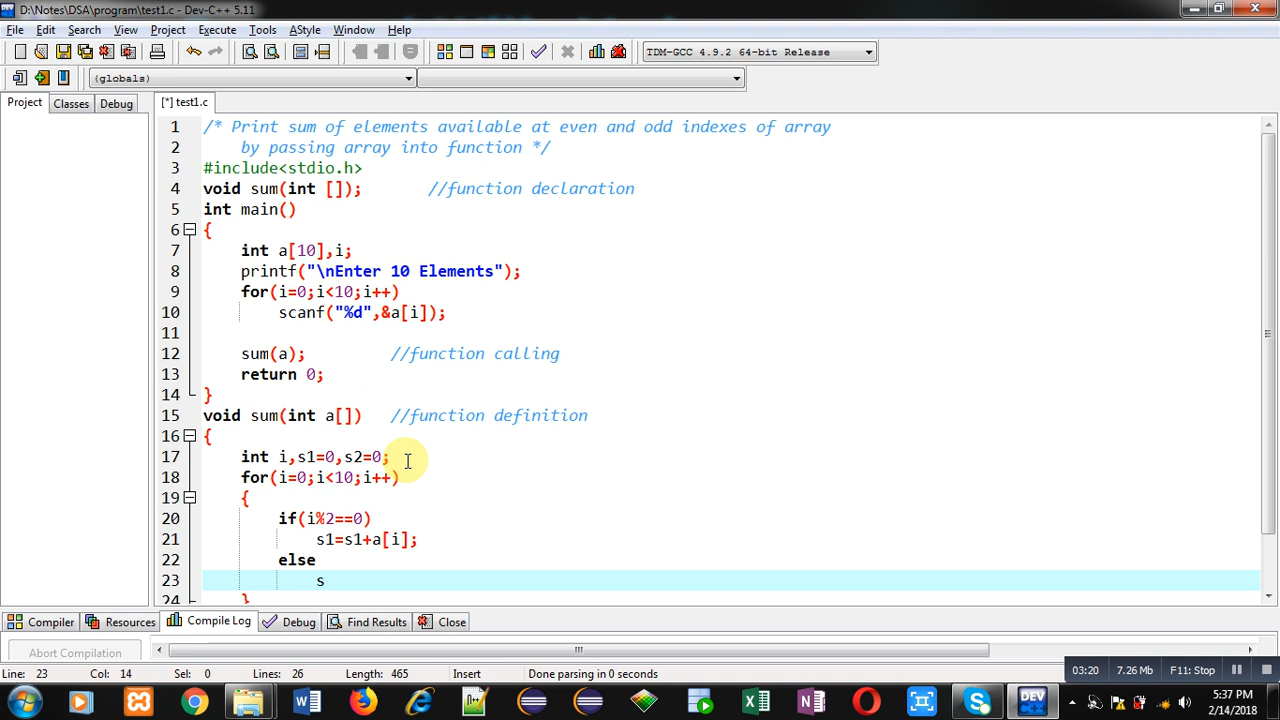 D:\Notes\DSA\program\test1.c - Dev-C++ 5.11
File Edit Search View Project Execute Tools AStyle Window Help
TDM-GCC 4.9.2 64-bit Release
(globals)
Project Classes Debug [*] test1.c
1 /* Print sum of elements available at even and odd indexes of array
2 by passing array into function */
3 #include<stdio.h>
4 void sum(int []); //function declaration
5 int main()
6 {
7 int a[10],i;
8 printf("\nEnter 10 Elements");
9 for(i=0;i<10;i++)
10 scanf("%d",&a[i]);
11
12 sum(a); //function calling
13 return 0;
14 }
15 void sum(int a[]) //function definition
16 {
17 int i,s1=0,s2=0;
18 for(i=0;i<10;i++)
19 {
20 if(i%2==0)
21 s1=s1+a[i];
22 else
23 s
24 }
Compiler Resources Compile Log Debug Find Results Close
Abort Compilation
Line: 23 Col: 14 Sel: 0 Lines: 26 Length: 465 Insert Done parsing in 0 seconds
03:20 7.26 Mb F11: Stop
5:37 PM
2/14/2018